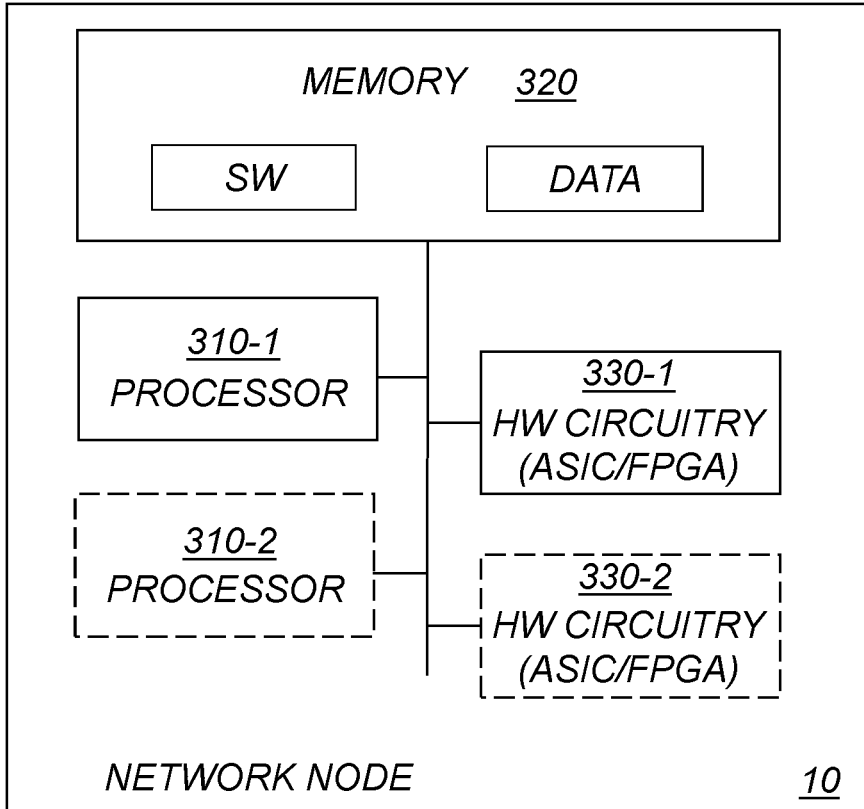 MEMORY 320
SW
DATA
310-1
PROCESSOR
330-1
HW CIRCUITRY
(ASIC/FPGA)
310-2
PROCESSOR
330-2
HW CIRCUITRY
(ASIC/FPGA)
NETWORK NODE
10